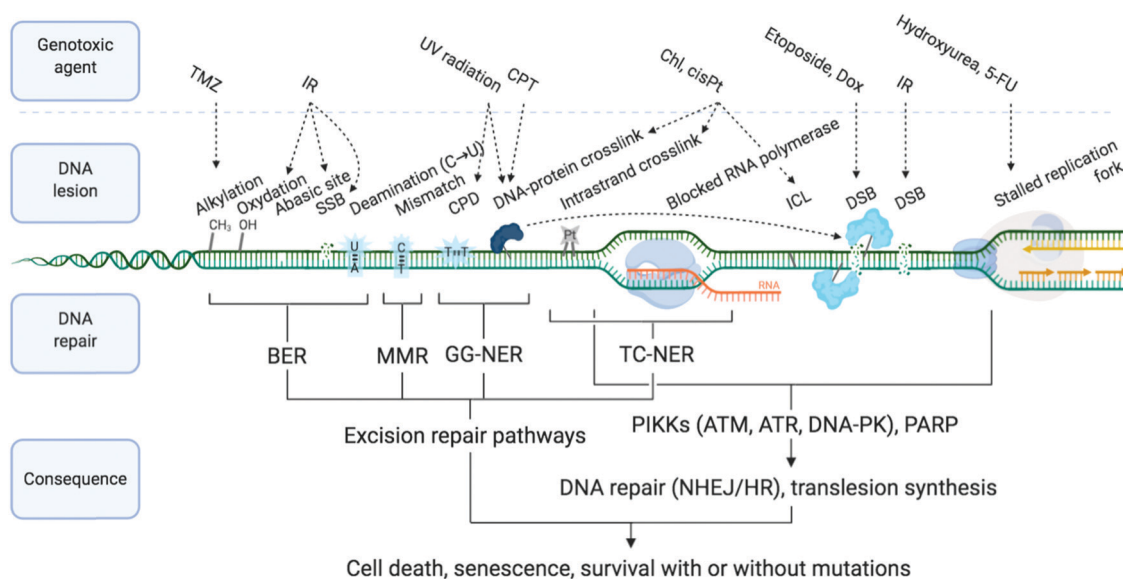 Genotoxic
agent
TMZ
IR
UV radiation
CPT
Chl, cisPt
Etoposide, Dox
IR
Hydroxyurea, 5-FU
DNA
lesion
Alkylation
Oxydation
Abasic site
SSB
Deamination (C→U)
Mismatch
CPD
DNA-protein crosslink
Intrastrand crosslink
Blocked RNA polymerase
ICL
DSB
DSB
Stalled replication
fork
CH3 OH
U
A
C
T
T T
Pt
RNA
DNA
repair
BER
MMR
GG-NER
TC-NER
Excision repair pathways
PIKKs (ATM, ATR, DNA-PK), PARP
Consequence
DNA repair (NHEJ/HR), translesion synthesis
Cell death, senescence, survival with or without mutations